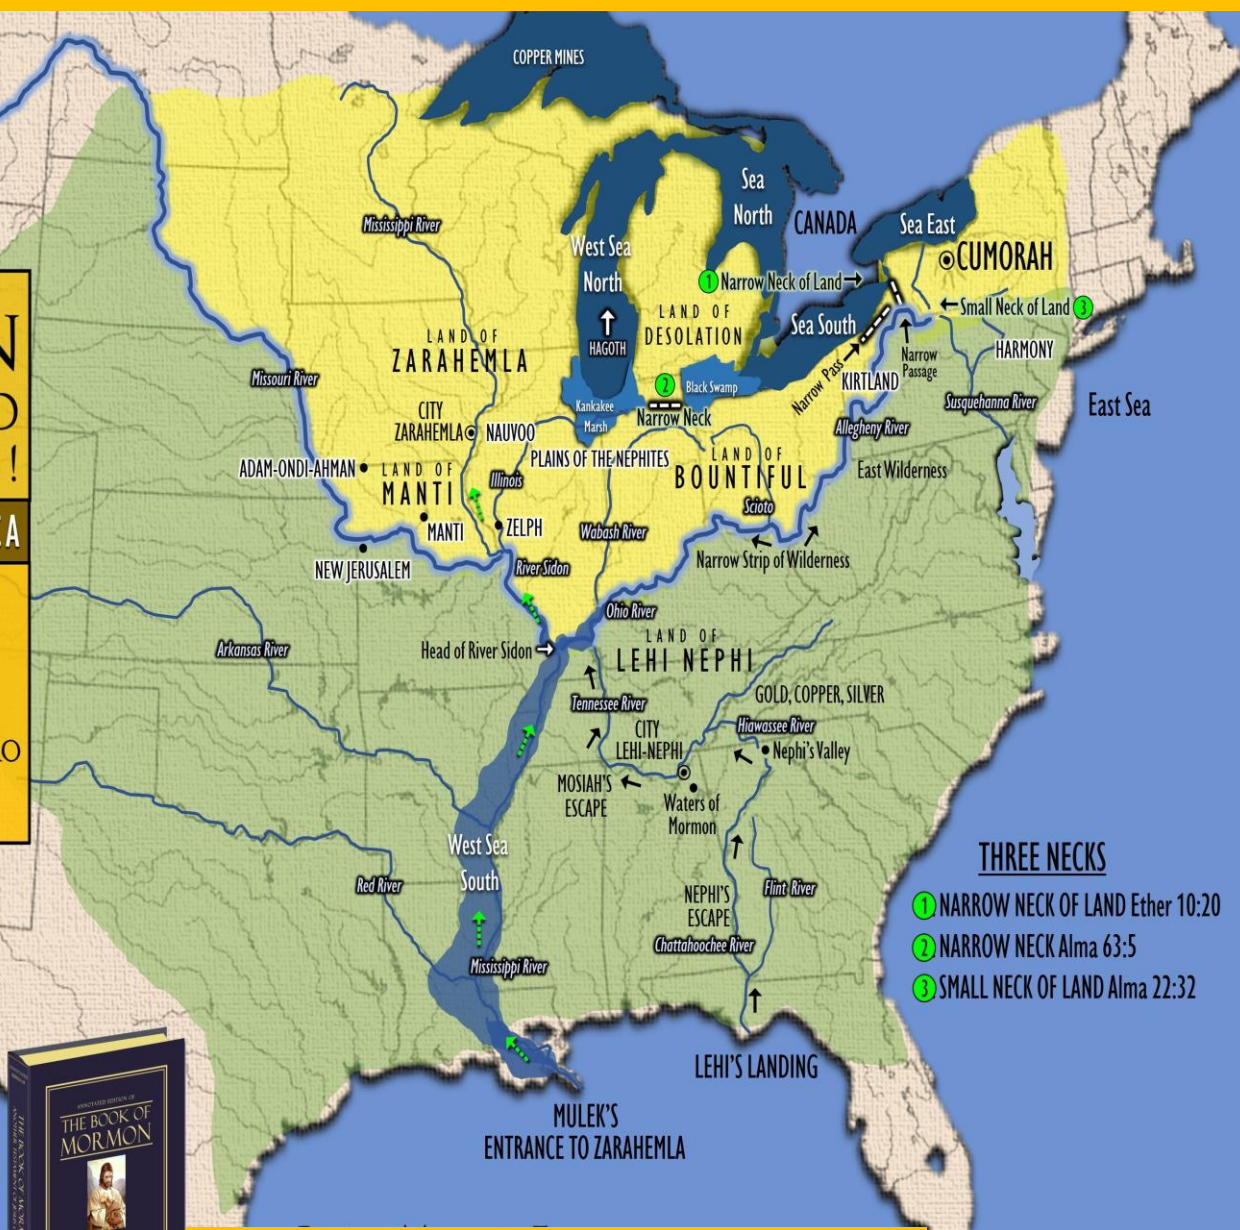 COPPER MINES
Sea
North
CANADA
Sea East
CUMORAH
Mississippi River
West Sea
North
1 Narrow Neck of Land
Small Neck of Land 3
LAND OF
DESOLATION
Sea South
HAGOTH
LAND OF
ZARAHEMLA
Narrow
Passage
HARMONY
Narrow Pass
KIRTLAND
Missouri River
2
Black Swamp
Kankakee
Marsh
Narrow Neck
Susquehanna River
East Sea
CITY
ZARAHEMLA
NAUVOO
Allegheny River
PLAINS OF THE NEPHITES
LAND OF
BOUNTIFUL
East Wilderness
ADAM-ONDI-AHMAN
LAND OF
MANTI
Illinois
Scioto
MANTI
ZELPH
Wabash River
Narrow Strip of Wilderness
NEW JERUSALEM
River Sidon
Ohio River
Arkansas River
Head of River Sidon
LAND OF
LEHI NEPHI
Tennessee River
GOLD, COPPER, SILVER
CITY
LEHI-NEPHI
Hiawassee River
Nephi's Valley
MOSIAH'S
ESCAPE
Waters of
Mormon
West Sea
South
Red River
NEPHI'S
ESCAPE
Flint River
Chattahoochee River
Mississippi River
LEHI'S LANDING
MULEK'S
ENTRANCE TO ZARAHEMLA
THREE NECKS
1 NARROW NECK OF LAND Ether 10:20
2 NARROW NECK Alma 63:5
3 SMALL NECK OF LAND Alma 22:32
N
!
A
O
ANNOTATED EDITION OF
THE BOOK OF
MORMON